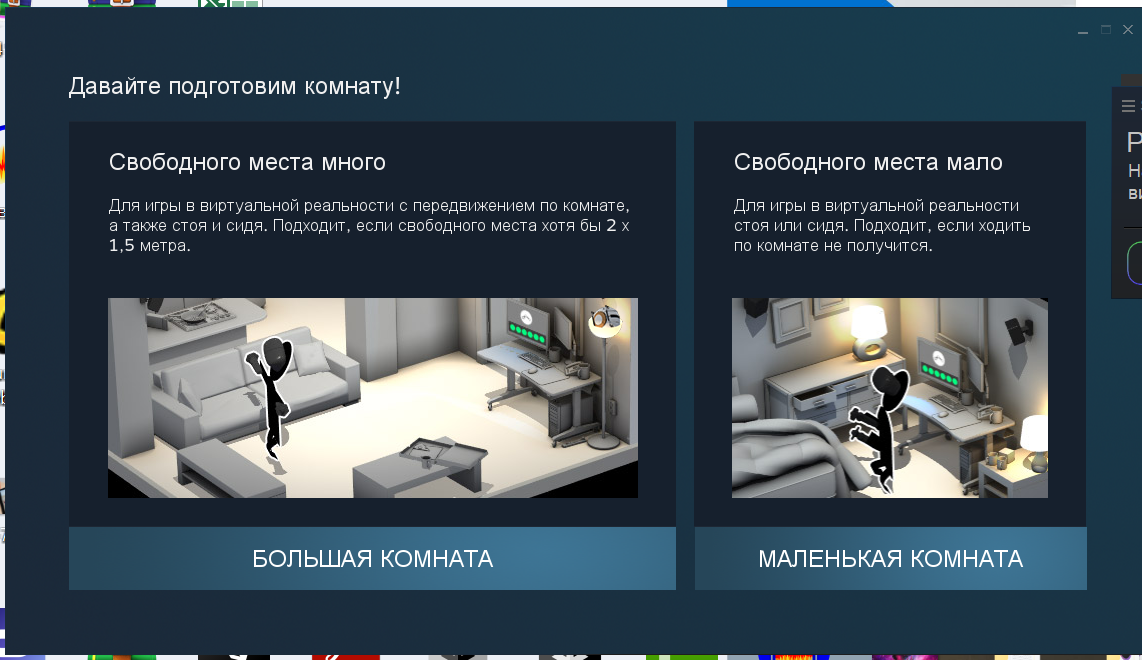 Давайте подготовим комнату!
Свободного места много
Для игры в виртуальной реальности с передвижением по комнате,
а также стоя и сидя. Подходит, если свободного места хотя бы 2 x
1,5 метра.
БОЛЬШАЯ КОМНАТА
Свободного места мало
Для игры в виртуальной реальности
стоя или сидя. Подходит, если ходить
по комнате не получится.
МАЛЕНЬКАЯ КОМНАТА